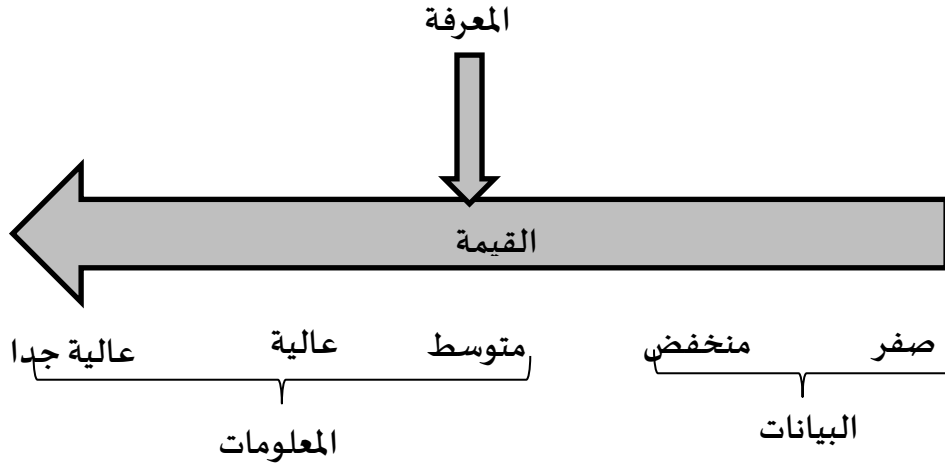 المعرفة
القيمة
صفر منخفض متوسط عالية عالية جدا
البيانات المعلومات